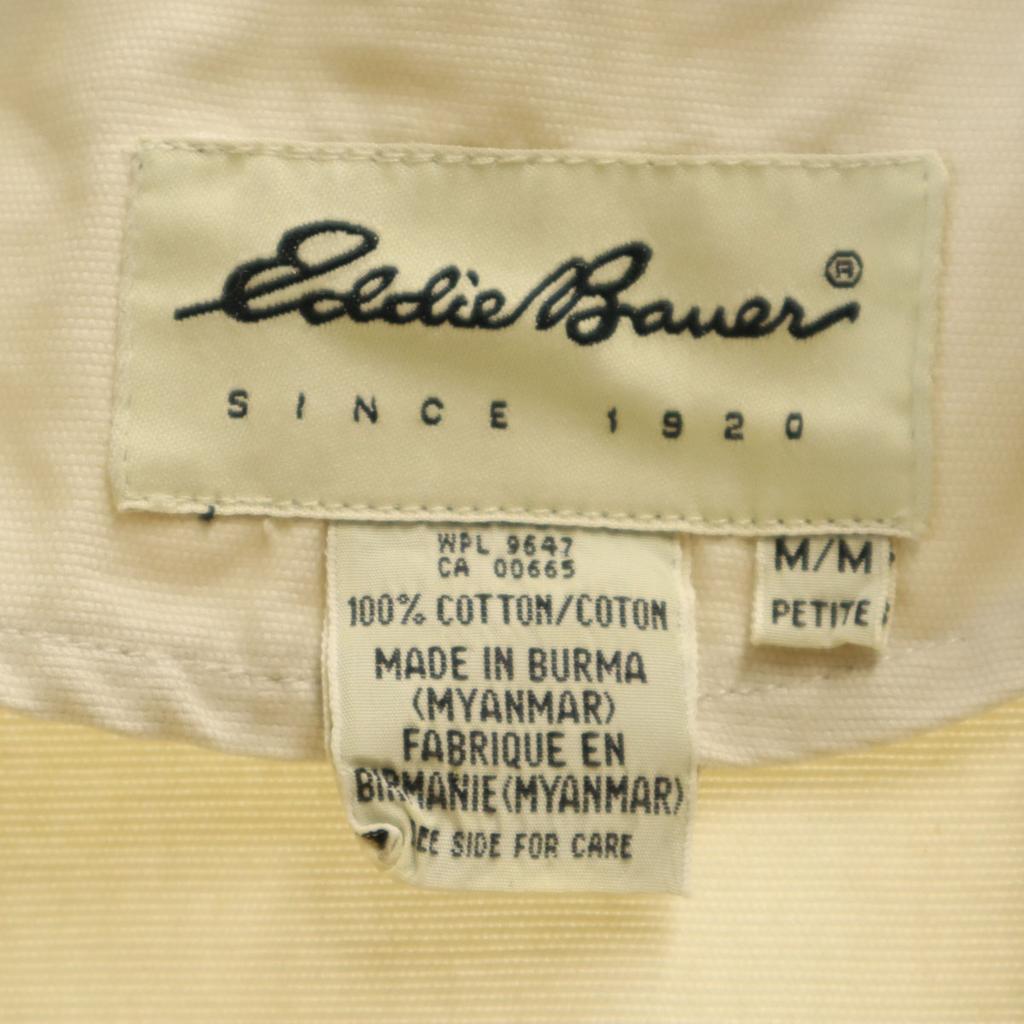 Eddie Bauer®
SINCE 1920
WPL 9647
CA 00665
100% COTTON/COTON
MADE IN BURMA
(MYANMAR)
FABRIQUE EN
BIRMANIE(MYANMAR)
SIDE FOR CARE
M/M
PETITE